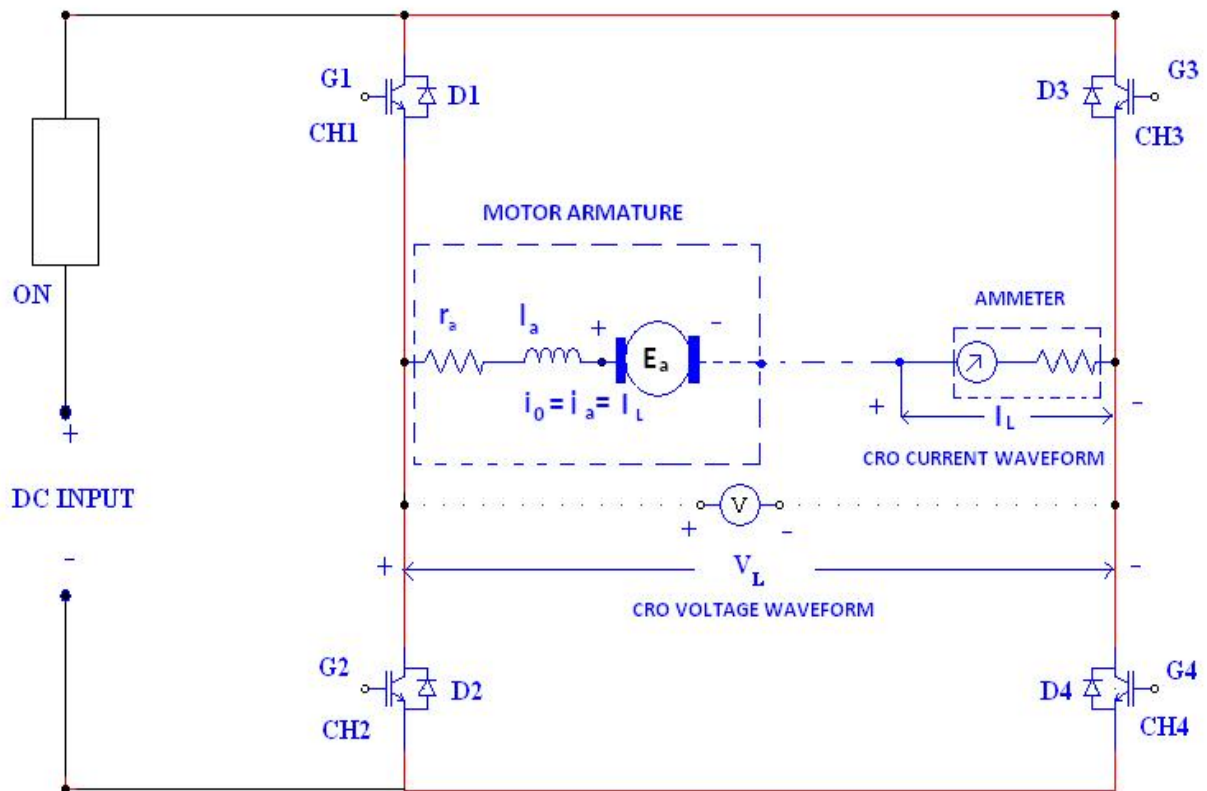 G1
D1
CH1
D3
G3
CH3
MOTOR ARMATURE
ON
AMMETER
r a
l a
+
-
E a
i 0 = i a = I L
+
I L
-
CRO CURRENT WAVEFORM
+
DC INPUT
-
+
V
-
+
V L
-
CRO VOLTAGE WAVEFORM
G2
D2
CH2
D4
G4
CH4